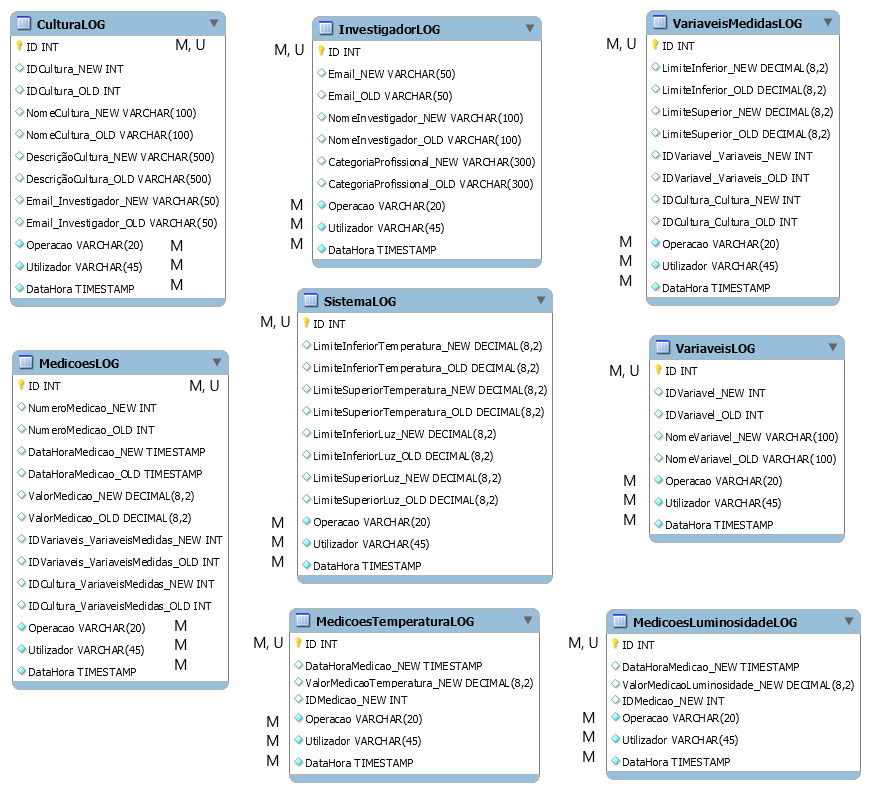 CulturaLOG
ID INT M, U
IDCultura_NEW INT
IDCultura_OLD INT
NomeCultura_NEW VARCHAR(100)
NomeCultura_OLD VARCHAR(100)
DescriçãoCultura_NEW VARCHAR(500)
DescriçãoCultura_OLD VARCHAR(500)
Email_Investigador_NEW VARCHAR(50)
Email_Investigador_OLD VARCHAR(50)
Operacao VARCHAR(20) M
Utilizador VARCHAR(45) M
DataHora TIMESTAMP M
InvestigadorLOG
M, U ID INT
Email_NEW VARCHAR(50)
Email_OLD VARCHAR(50)
NomeInvestigador_NEW VARCHAR(100)
NomeInvestigador_OLD VARCHAR(100)
CategoriaProfissional_NEW VARCHAR(300)
CategoriaProfissional_OLD VARCHAR(300)
M Operacao VARCHAR(20)
M Utilizador VARCHAR(45)
M DataHora TIMESTAMP
VariaveisMedidasLOG
M, U ID INT
LimiteInferior_NEW DECIMAL(8,2)
LimiteInferior_OLD DECIMAL(8,2)
LimiteSuperior_NEW DECIMAL(8,2)
LimiteSuperior_OLD DECIMAL(8,2)
IDVariavel_Variaveis_NEW INT
IDVariavel_Variaveis_OLD INT
IDCultura_Cultura_NEW INT
IDCultura_Cultura_OLD INT
M Operacao VARCHAR(20)
M Utilizador VARCHAR(45)
M DataHora TIMESTAMP
MedicoesLOG
ID INT M, U
NumeroMedicao_NEW INT
NumeroMedicao_OLD INT
DataHoraMedicao_NEW TIMESTAMP
DataHoraMedicao_OLD TIMESTAMP
ValorMedicao_NEW DECIMAL(8,2)
ValorMedicao_OLD DECIMAL(8,2)
IDVariaveis_VariaveisMedidas_NEW INT
IDVariaveis_VariaveisMedidas_OLD INT
IDCultura_VariaveisMedidas_NEW INT
IDCultura_VariaveisMedidas_OLD INT
Operacao VARCHAR(20) M
Utilizador VARCHAR(45) M
DataHora TIMESTAMP M
SistemaLOG
M, U ID INT
LimiteInferiorTemperatura_NEW DECIMAL(8,2)
LimiteInferiorTemperatura_OLD DECIMAL(8,2)
LimiteSuperiorTemperatura_NEW DECIMAL(8,2)
LimiteSuperiorTemperatura_OLD DECIMAL(8,2)
LimiteInferiorLuz_NEW DECIMAL(8,2)
LimiteInferiorLuz_OLD DECIMAL(8,2)
LimiteSuperiorLuz_NEW DECIMAL(8,2)
LimiteSuperiorLuz_OLD DECIMAL(8,2)
M Operacao VARCHAR(20)
M Utilizador VARCHAR(45)
M DataHora TIMESTAMP
VariaveisLOG
M, U ID INT
IDVariavel_NEW INT
IDVariavel_OLD INT
NomeVariavel_NEW VARCHAR(100)
NomeVariavel_OLD VARCHAR(100)
M Operacao VARCHAR(20)
M Utilizador VARCHAR(45)
M DataHora TIMESTAMP
MedicoesTemperaturaLOG
M, U ID INT
DataHoraMedicao_NEW TIMESTAMP
ValorMedicaoTemperatura_NEW DECIMAL(8,2)
IDMedicao_NEW INT
M Operacao VARCHAR(20)
M Utilizador VARCHAR(45)
M DataHora TIMESTAMP
MedicoesLuminosidadeLOG
M, U ID INT
DataHoraMedicao_NEW TIMESTAMP
ValorMedicaoLuminosidade_NEW DECIMAL(8,2)
IDMedicao_NEW INT
M Operacao VARCHAR(20)
M Utilizador VARCHAR(45)
M DataHora TIMESTAMP